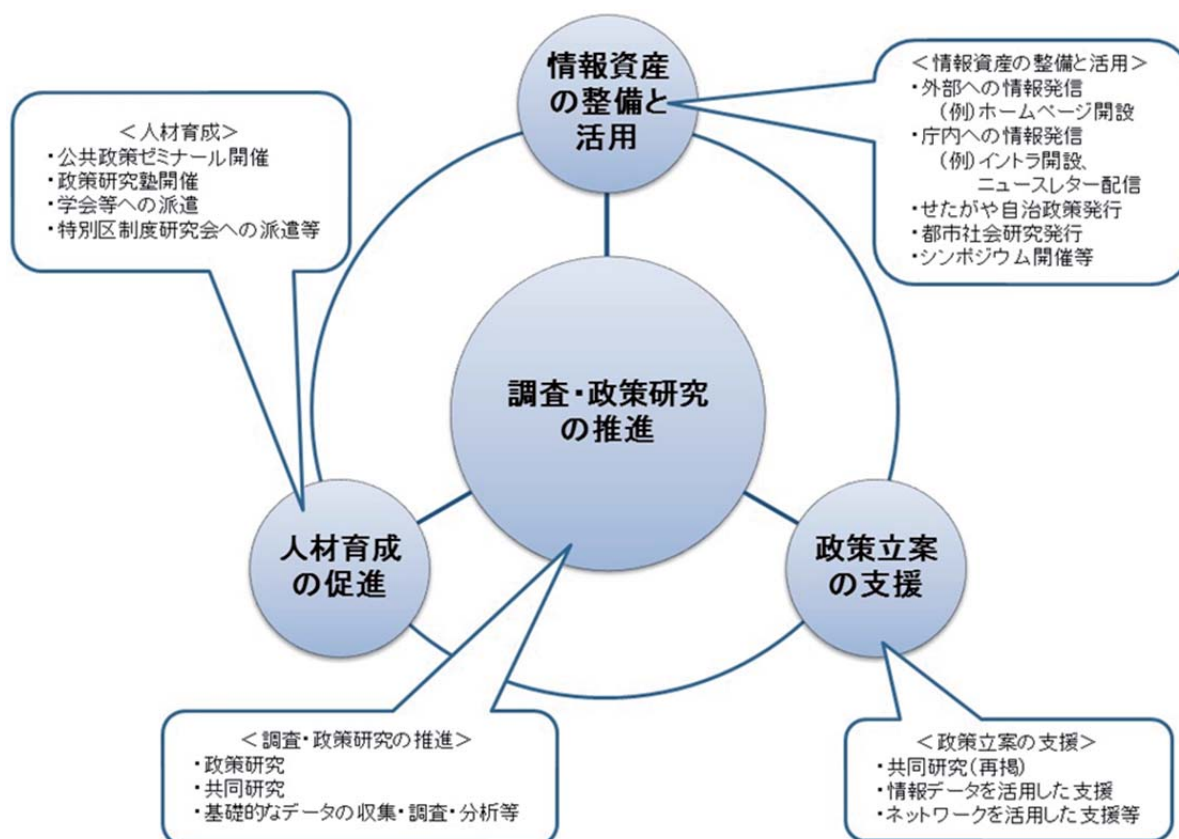 情報資産
の整備と
活用
＜情報資産の整備と活用＞
・外部への情報発信
（例）ホームページ開設
・庁内への情報発信
（例）イントラ開設、
ニュースレター配信
・せたがや自治政策発行
・都市社会研究発行
・シンポジウム開催等
＜人材育成＞
・公共政策ゼミナール開催
・政策研究塾開催
・学会等への派遣
・特別区制度研究会への派遣等
調査・政策研究
の推進
人材育成
の促進
政策立案
の支援
＜調査・政策研究の推進＞
・政策研究
・共同研究
・基礎的なデータの収集・調査・分析等
＜政策立案の支援＞
・共同研究（再掲）
・情報データを活用した支援
・ネットワークを活用した支援等